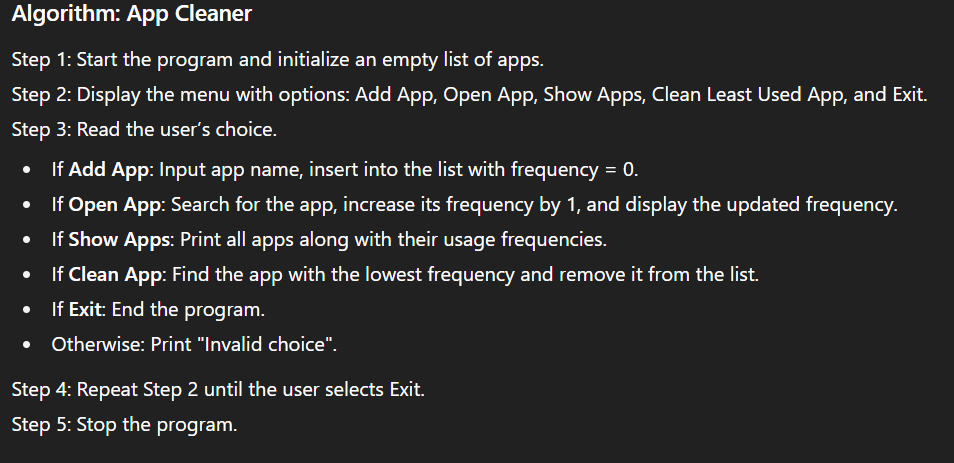 Algorithm: App Cleaner
Step 1: Start the program and initialize an empty list of apps.
Step 2: Display the menu with options: Add App, Open App, Show Apps, Clean Least Used App, and Exit.
Step 3: Read the user’s choice.
• If Add App: Input app name, insert into the list with frequency = 0.
• If Open App: Search for the app, increase its frequency by 1, and display the updated frequency.
• If Show Apps: Print all apps along with their usage frequencies.
• If Clean App: Find the app with the lowest frequency and remove it from the list.
• If Exit: End the program.
• Otherwise: Print "Invalid choice".
Step 4: Repeat Step 2 until the user selects Exit.
Step 5: Stop the program.